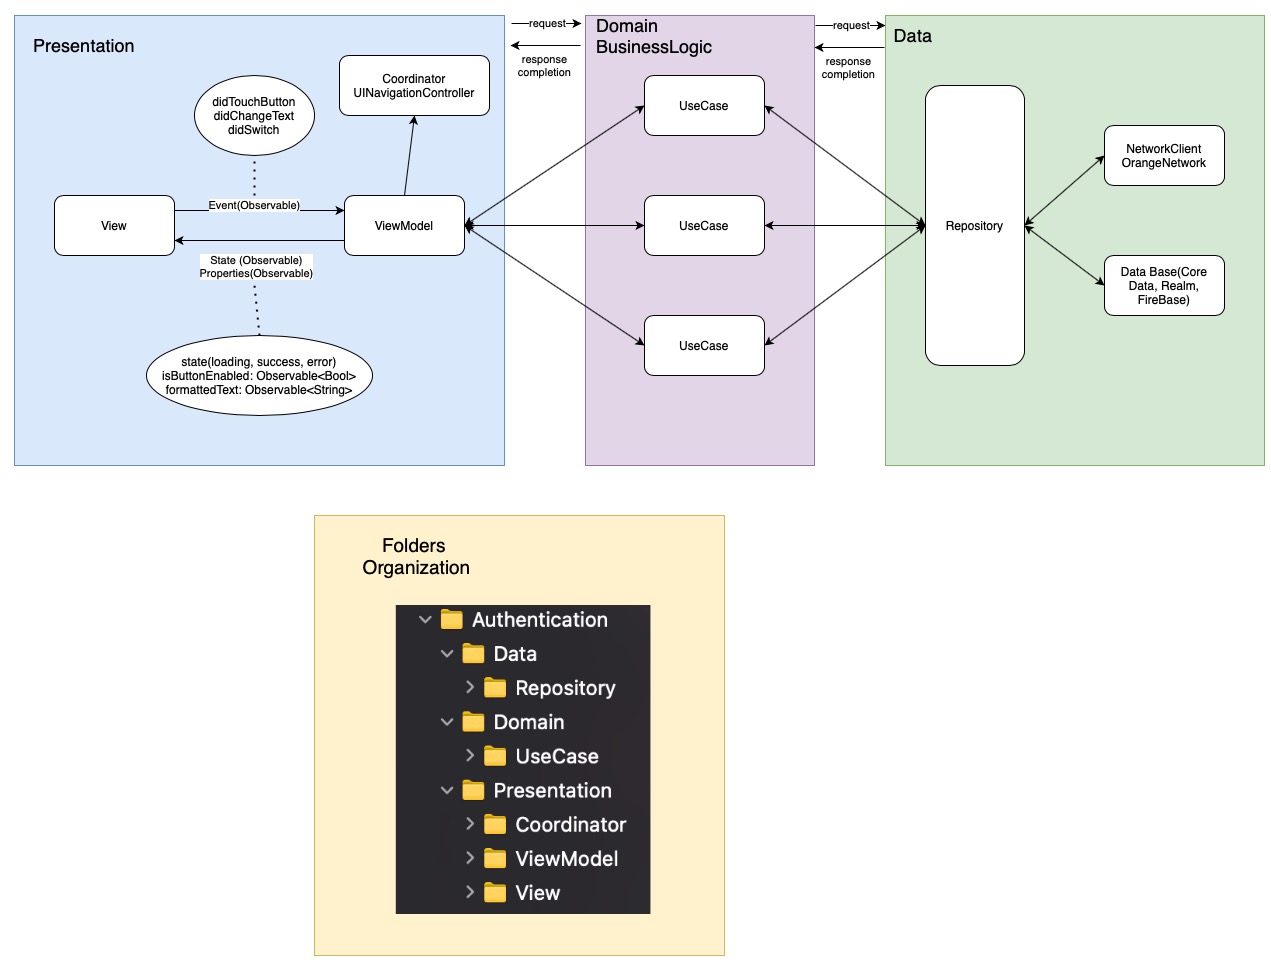 Presentation
didTouchButton
didChangeText
didSwitch
Coordinator
UINavigationController
View
Event(Observable)
ViewModel
State (Observable)
Properties(Observable)
state(loading, success, error)
isButtonEnabled: Observable<Bool>
formattedText: Observable<String>
request
response
completion
Domain
BusinessLogic
UseCase
UseCase
UseCase
request
response
completion
Data
Repository
NetworkClient
OrangeNetwork
Data Base(Core
Data, Realm,
FireBase)
Folders
Organization
Authentication
Data
Repository
Domain
UseCase
Presentation
Coordinator
ViewModel
View